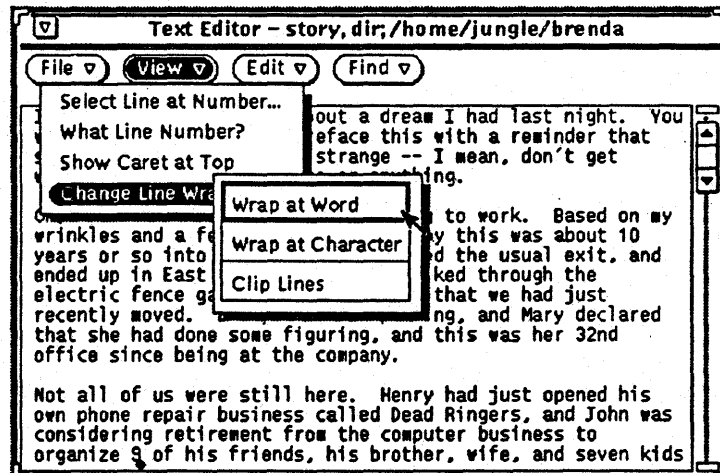 Text Editor – story, dir; /home/jungle/brenda
File View Edit Find
Select Line at Number...
What Line Number?
Show Caret at Top
Change Line Wra
Wrap at Word
Wrap at Character
Clip Lines
out a dream I had last night. You
eface this with a reminder that
strange -- I mean, don't get
anything.
to work. Based on my
wrinkles and a fe y this was about 10
years or so into d the usual exit, and
ended up in East ked through the
electric fence ga that we had just
recently moved. ng, and Mary declared
that she had done some figuring, and this was her 32nd
office since being at the company.
Not all of us were still here. Henry had just opened his
own phone repair business called Dead Ringers, and John was
considering retirement from the computer business to
organize 9 of his friends, his brother, wife, and seven kids